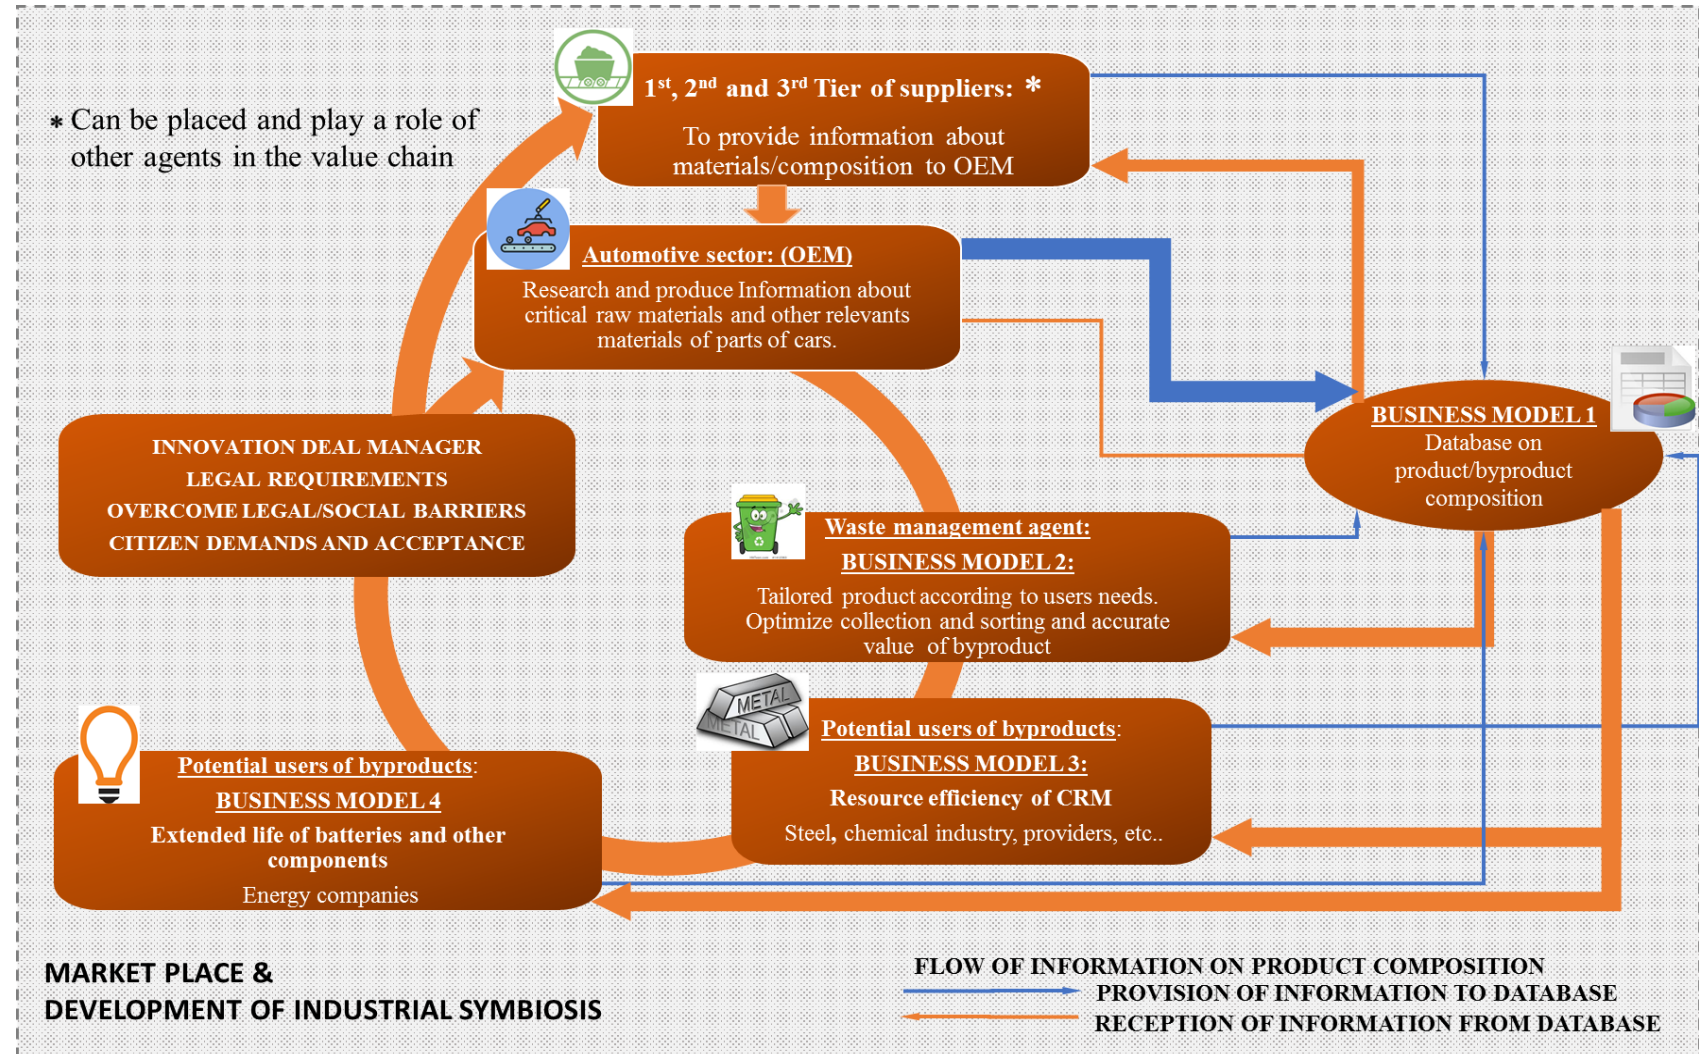 1st, 2nd and 3rd Tier of suppliers: *
To provide information about
materials/composition to OEM
* Can be placed and play a role of
other agents in the value chain
Automotive sector: (OEM)
Research and produce Information about
critical raw materials and other relevants
materials of parts of cars.
BUSINESS MODEL 1
Database on
product/byproduct
composition
INNOVATION DEAL MANAGER
LEGAL REQUIREMENTS
OVERCOME LEGAL/SOCIAL BARRIERS
CITIZEN DEMANDS AND ACCEPTANCE
Waste management agent:
BUSINESS MODEL 2:
Tailored product according to users needs.
Optimize collection and sorting and accurate
value of byproduct
METAL
METAL
Potential users of byproducts:
BUSINESS MODEL 3:
Resource efficiency of CRM
Steel, chemical industry, providers, etc..
Potential users of byproducts:
BUSINESS MODEL 4
Extended life of batteries and other
components
Energy companies
MARKET PLACE &
DEVELOPMENT OF INDUSTRIAL SYMBIOSIS
FLOW OF INFORMATION ON PRODUCT COMPOSITION
PROVISION OF INFORMATION TO DATABASE
RECEPTION OF INFORMATION FROM DATABASE